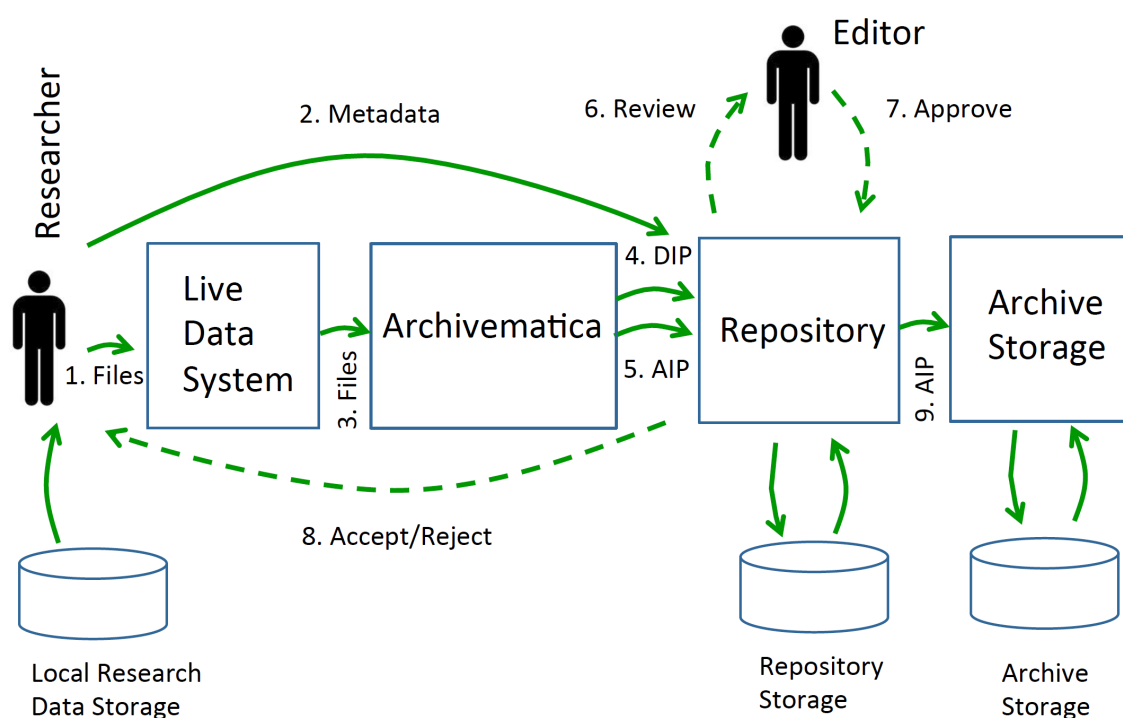 Editor
Researcher
2. Metadata
6. Review
7. Approve
4. DIP
Live
Data
System
Archivematica
Repository
Archive
Storage
1. Files
3. Files
5. AIP
9. AIP
8. Accept/Reject
Local Research
Data Storage
Repository
Storage
Archive
Storage